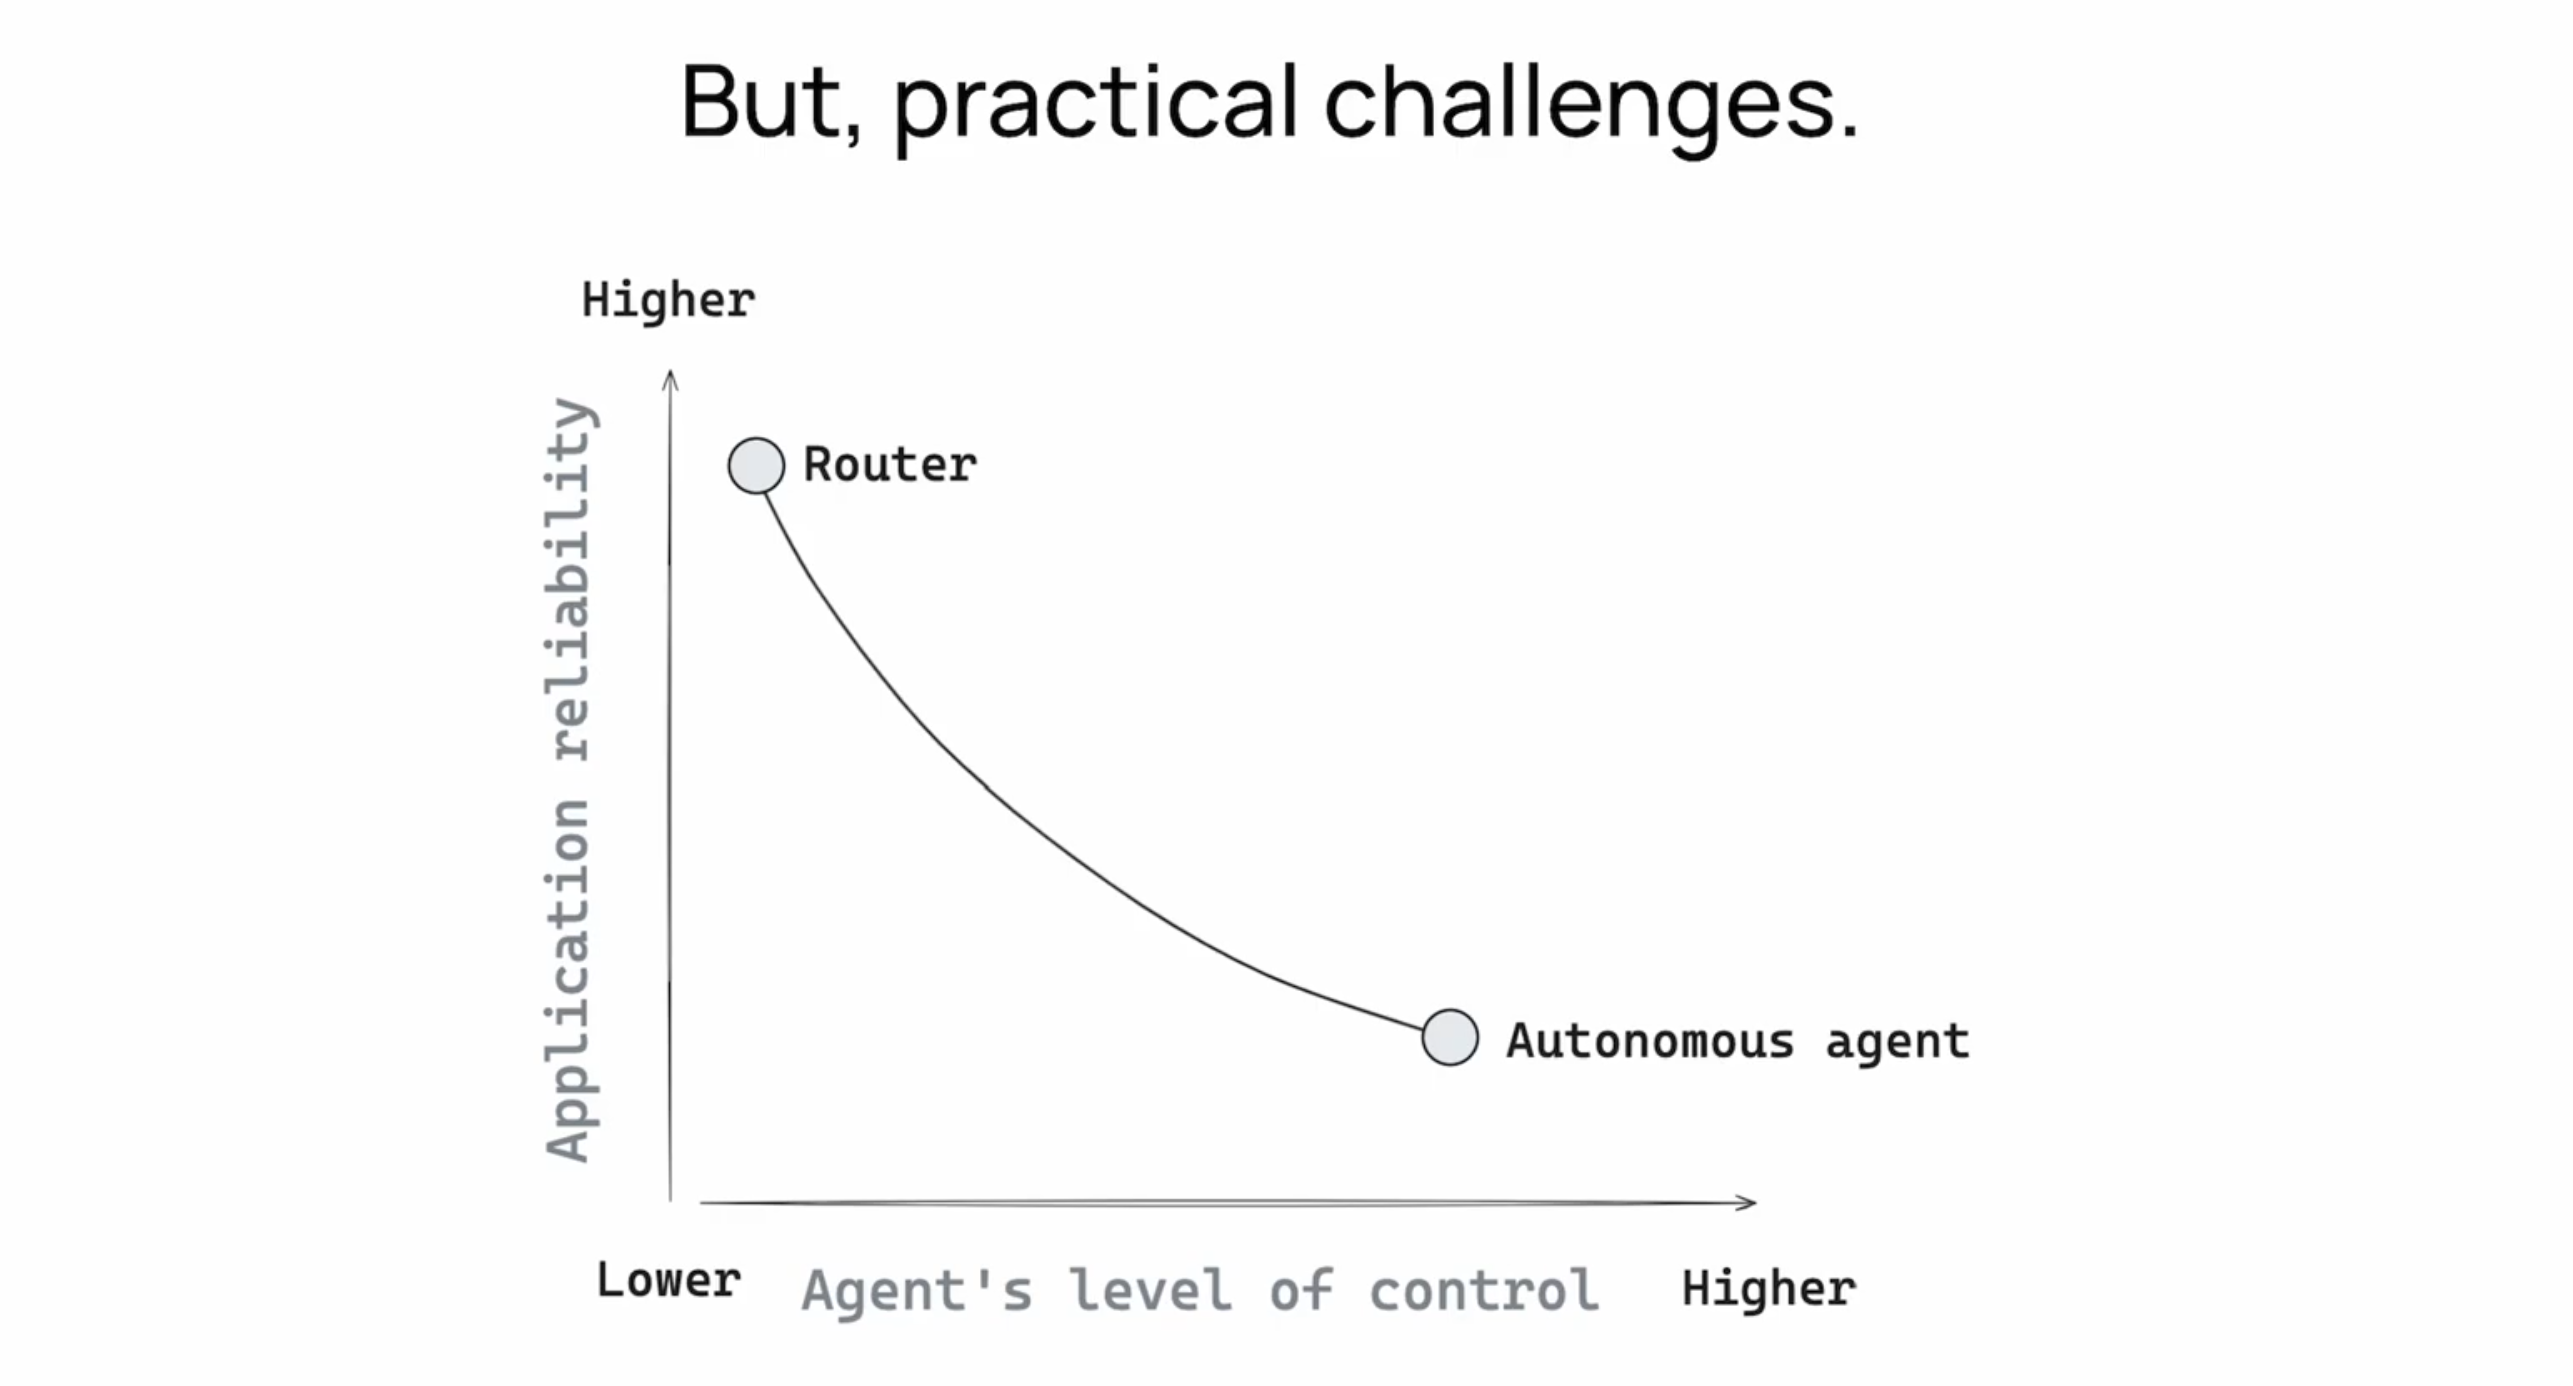 But, practical challenges.
Higher
Application reliability
Router
Autonomous agent
Lower
Agent's level of control
Higher